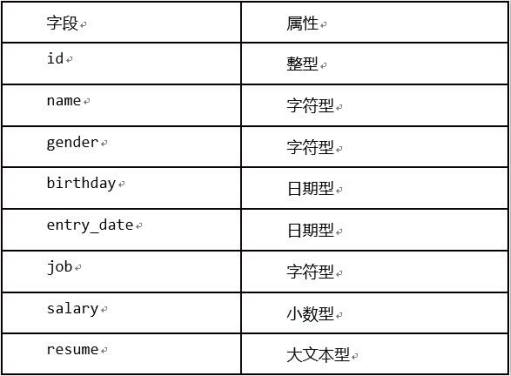 字段 属性
id 整型
name 字符型
gender 字符型
birthday 日期型
entry_date 日期型
job 字符型
salary 小数型
resume 大文本型